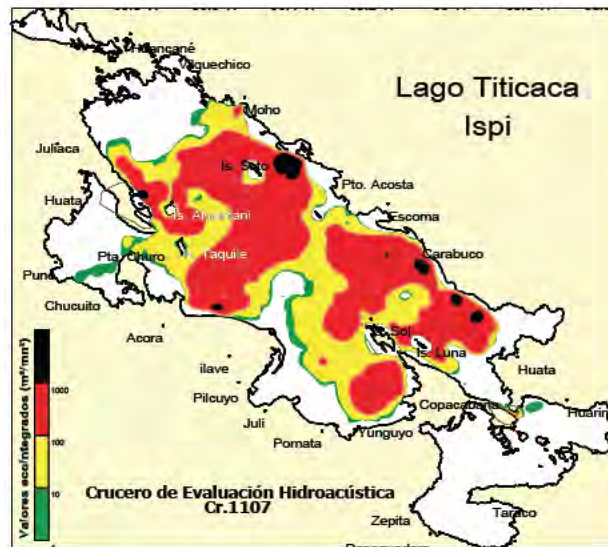 Huancané
Vilquechico
Lago Titicaca
Ispi
Moho
Juliaca
Is. Soto
Pto. Acosta
Huata
Is. Amantani
Escoma
Is. Taquile
Carabuco
Pta. Churo
Puno
Chucuito
Acora
Is. Sol
Is. Luna
ilave
Huata
Pilcuyo
Copacabana
Juli
Huarin
Pomata
Yunguyo
Valores eco/ntegrados (m²/mn²)
1000
100
10
Crucero de Evaluación Hidroacústica
Cr.1107
Zepita
Taraco